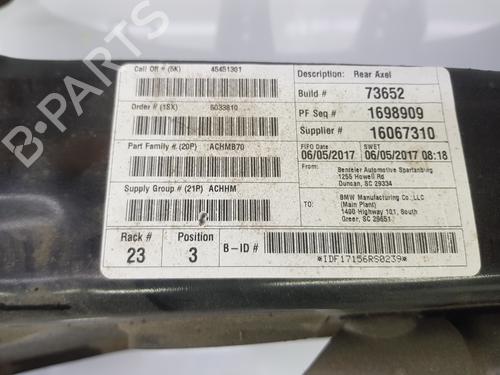 Call Off # (5K) 45451301
Order # (1SX) 6033810
Part Family #. (20P) ACHMB70
Supply Group # (21P) ACHHM
Rack # 23
Position 3
B-ID #
*IDF17156RS0239*
Description: Rear Axel
Build # 73652
PF Seq # 1698909
Supplier # 16067310
FIFO Date 06/05/2017
SWET 06/05/2017 08:18
From: Benteler Automotive Spartanburg
1255 Howell Rd
Duncan, SC 29334
TO: BMW Manufacturing Co., LLC
(Main Plant)
1400 Highway 101, South
Greer, SC 29651
B-PARTS